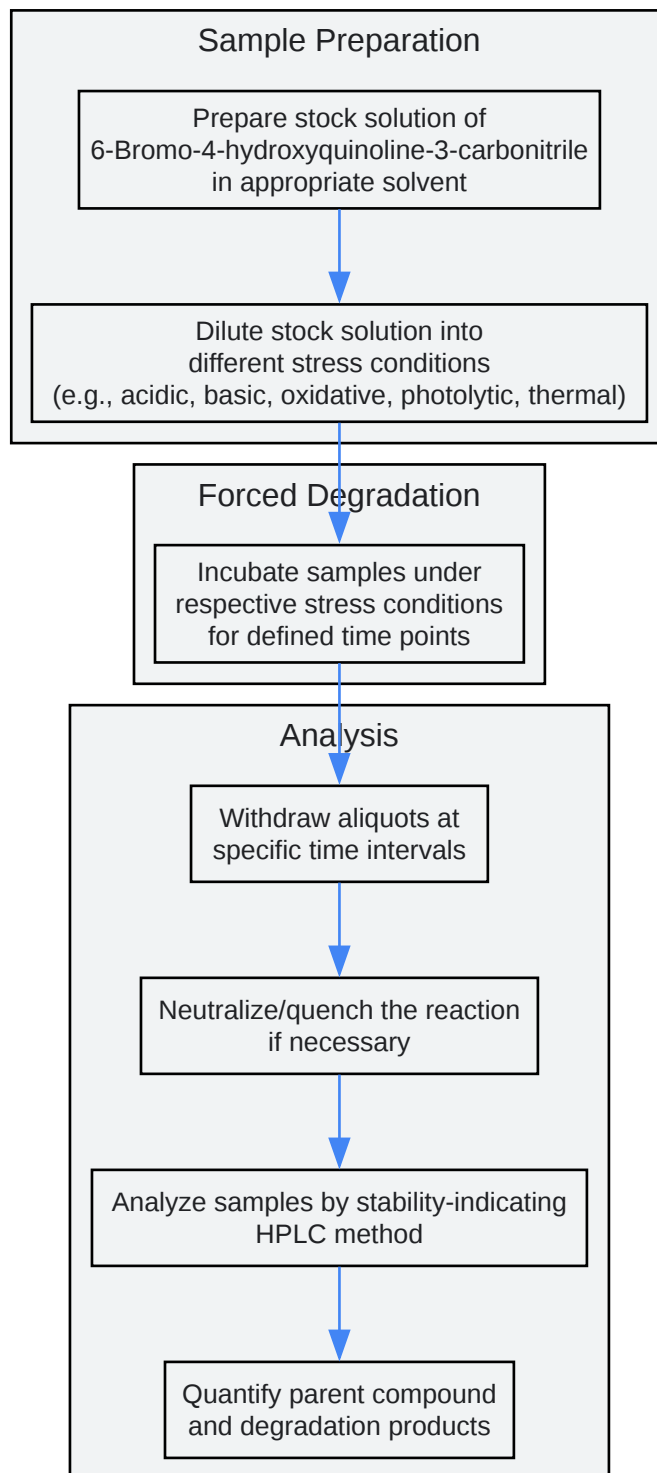 Sample Preparation
Prepare stock solution of
6-Bromo-4-hydroxyquinoline-3-carbonitrile
in appropriate solvent
Dilute stock solution into
different stress conditions
(e.g., acidic, basic, oxidative, photolytic, thermal)
Forced Degradation
Incubate samples under
respective stress conditions
for defined time points
Analysis
Withdraw aliquots at
specific time intervals
Neutralize/quench the reaction
if necessary
Analyze samples by stability-indicating
HPLC method
Quantify parent compound
and degradation products